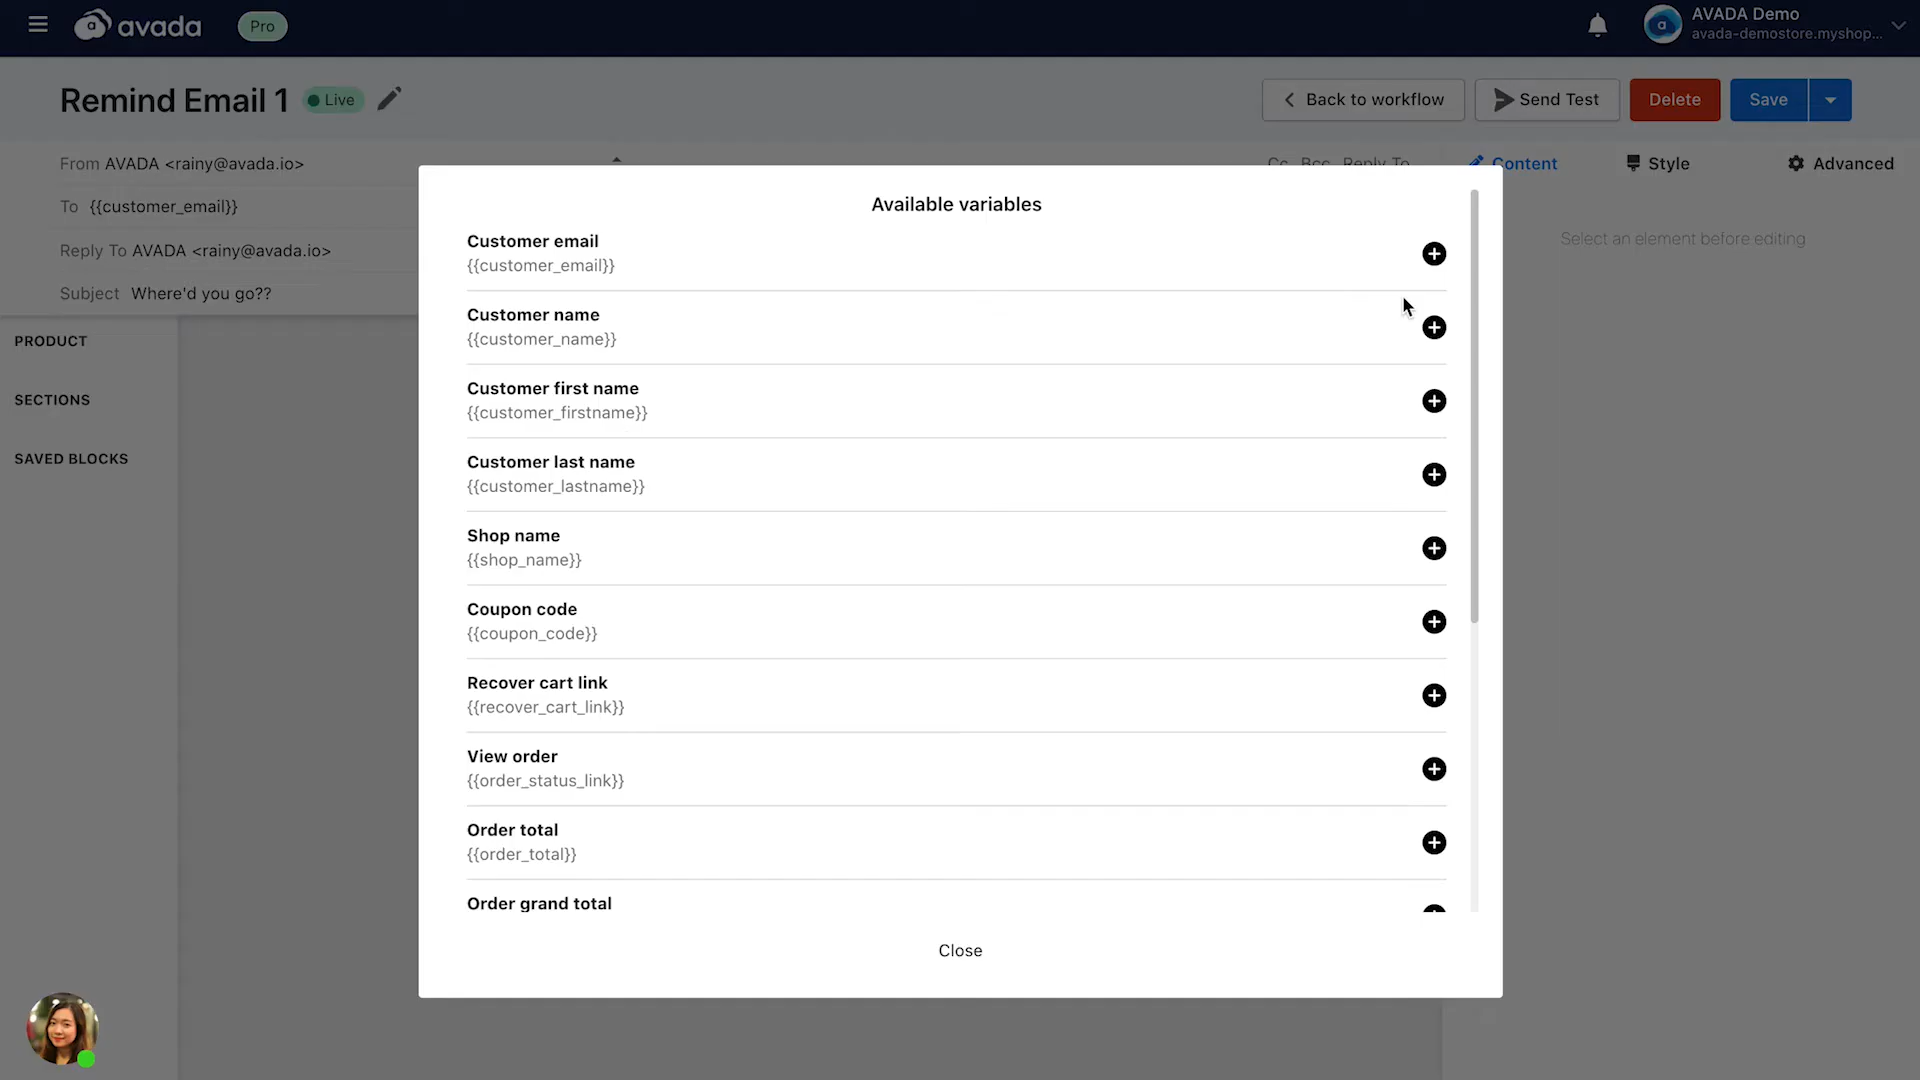 avada
Pro
AVADA Demo
avada-demostore.myshop...
Remind Email 1
Live
Back to workflow
Send Test
Delete
Save
From AVADA <rainy@avada.io>
Cc Bcc Reply To
Content
Style
Advanced
To {{customer_email}}
Reply To AVADA <rainy@avada.io>
Subject Where'd you go??
Select an element before editing
PRODUCT
SECTIONS
SAVED BLOCKS
Available variables
Customer email
{{customer_email}}
Customer name
{{customer_name}}
Customer first name
{{customer_firstname}}
Customer last name
{{customer_lastname}}
Shop name
{{shop_name}}
Coupon code
{{coupon_code}}
Recover cart link
{{recover_cart_link}}
View order
{{order_status_link}}
Order total
{{order_total}}
Order grand total
Close